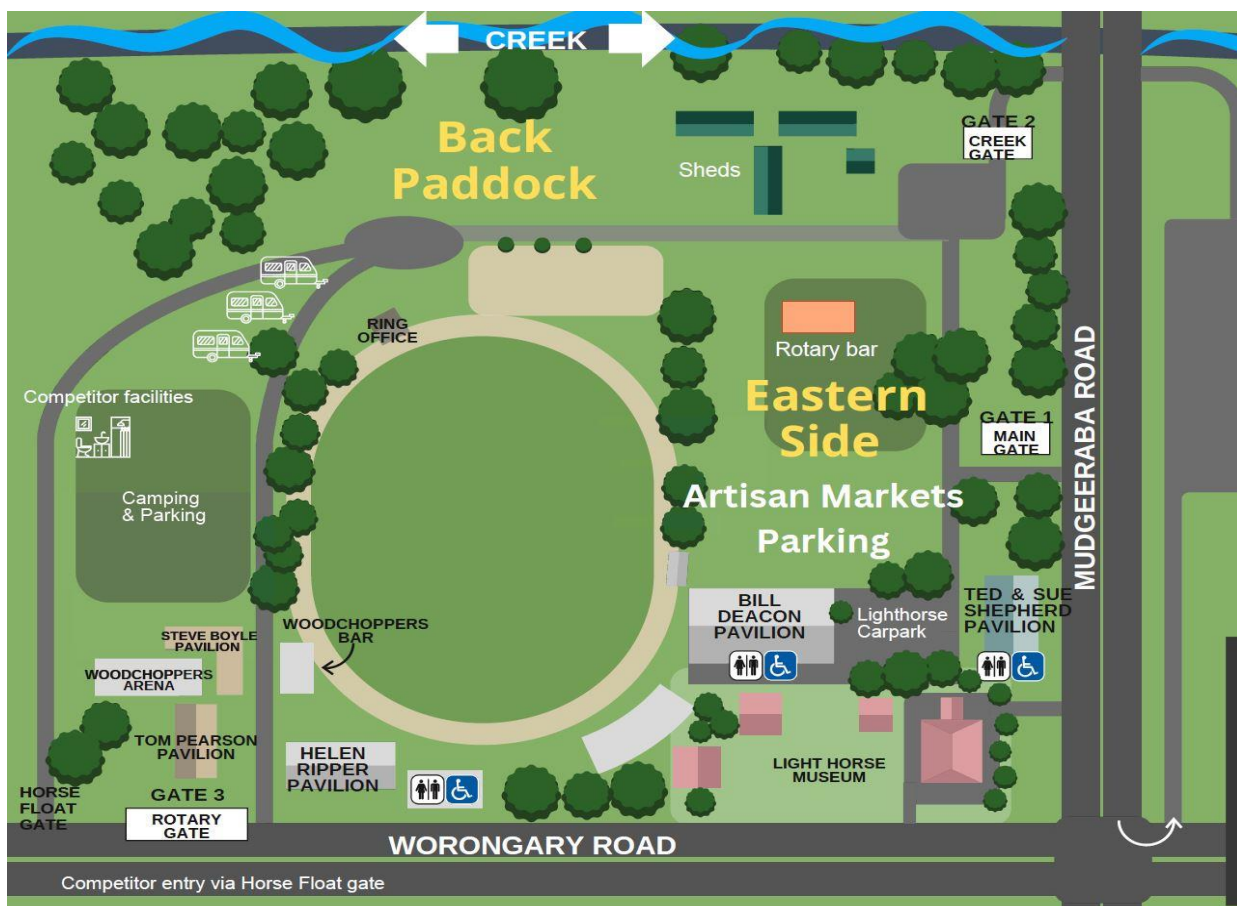 CREEK
Back
Paddock
Sheds
GATE 2
CREEK
GATE
RING
OFFICE
Rotary bar
Competitor facilities
Eastern
Side
GATE 1
MAIN
GATE
MUDGEERABA ROAD
Camping
& Parking
Artisan Markets
Parking
BILL
DEACON
PAVILION
Lighthorse
Carpark
TED & SUE
SHEPHERD
PAVILION
WOODCHOPPERS
BAR
STEVE BOYLE
PAVILION
WOODCHOPPERS
ARENA
TOM PEARSON
PAVILION
HELEN
RIPPER
PAVILION
LIGHT HORSE
MUSEUM
HORSE
FLOAT
GATE
GATE 3
ROTARY
GATE
WORONGARY ROAD
Competitor entry via Horse Float gate